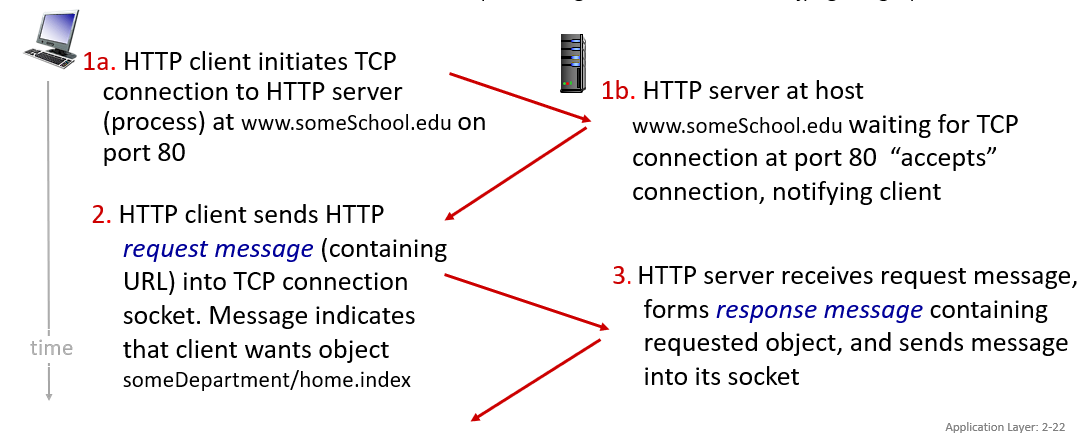 1a. HTTP client initiates TCP
connection to HTTP server
(process) at www.someSchool.edu on
port 80
1b. HTTP server at host
www.someSchool.edu waiting for TCP
connection at port 80 “accepts”
connection, notifying client
2. HTTP client sends HTTP
request message (containing
URL) into TCP connection
socket. Message indicates
that client wants object
someDepartment/home.index
3. HTTP server receives request message,
forms response message containing
requested object, and sends message
into its socket
time
Application Layer: 2-22